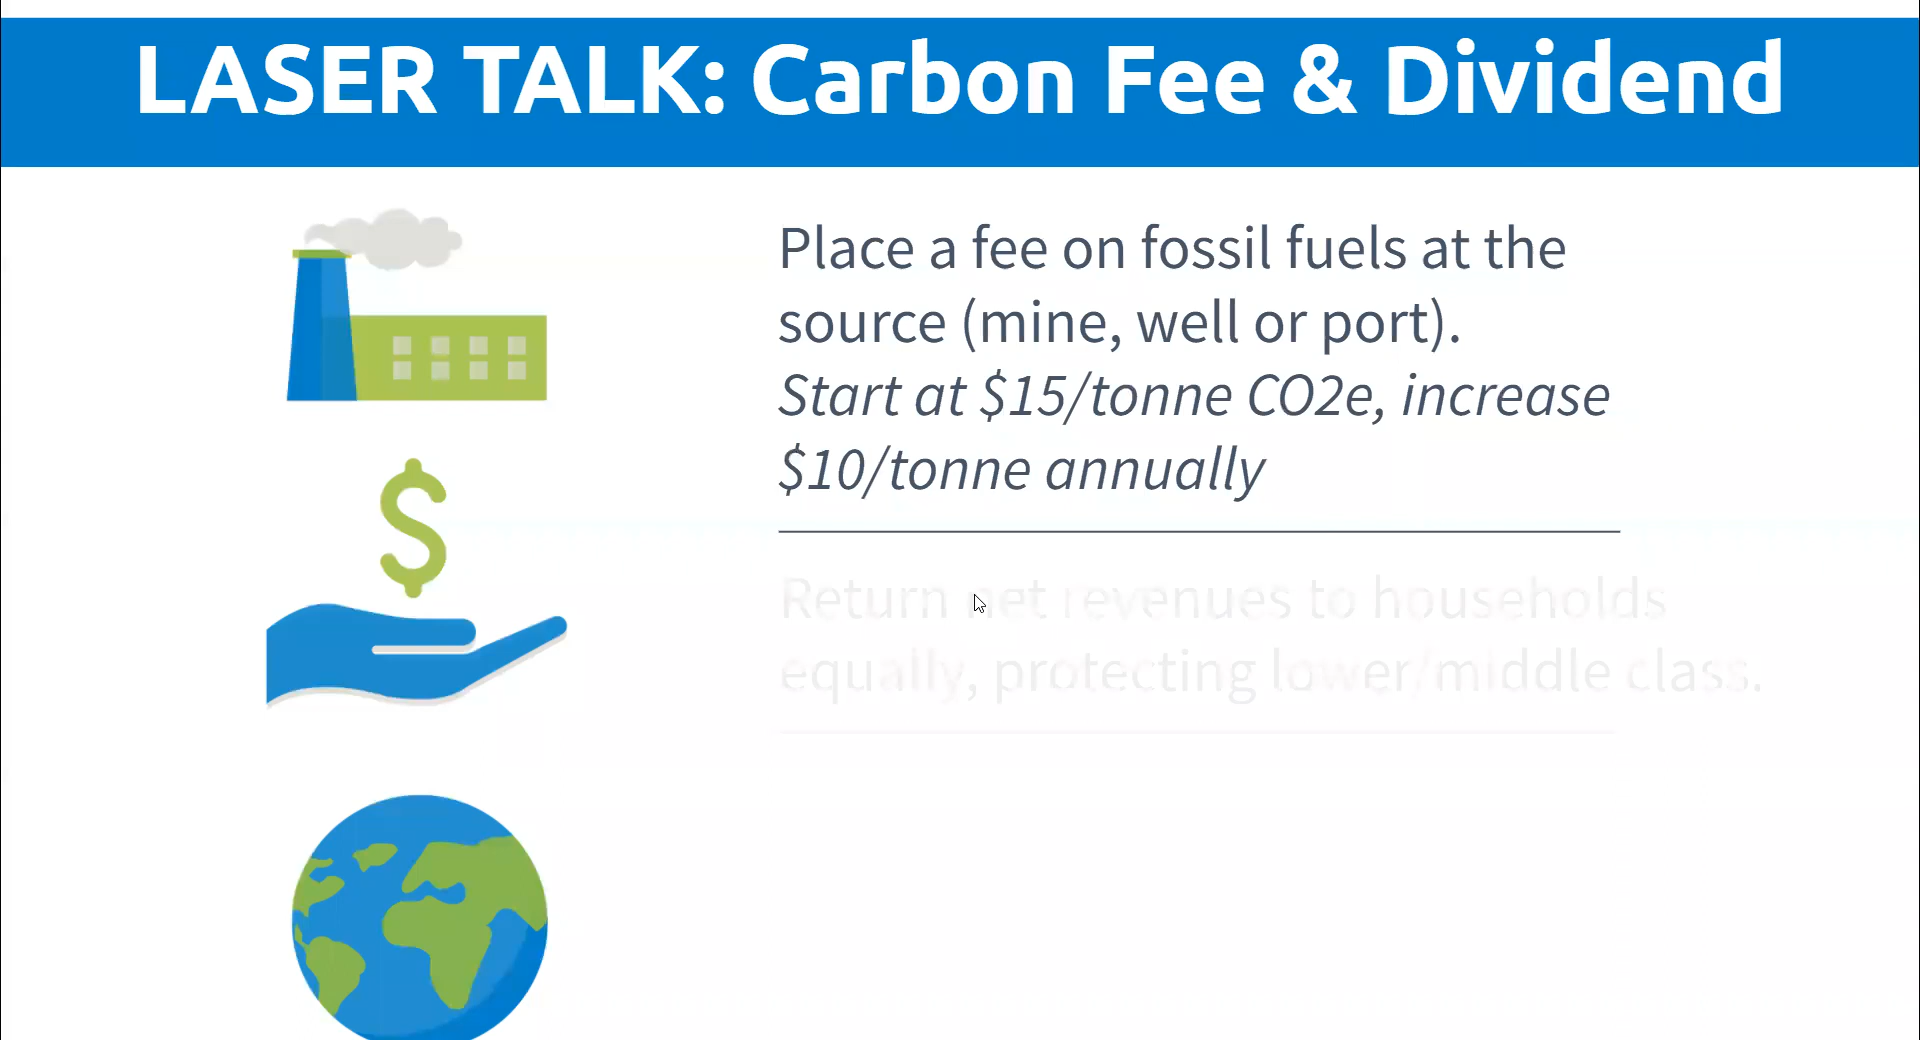 LASER TALK: Carbon Fee & Dividend
Place a fee on fossil fuels at the
source (mine, well or port).
Start at $15/tonne CO2e, increase
$10/tonne annually
$
Return net revenues to households
equally, protecting lower/middle class.